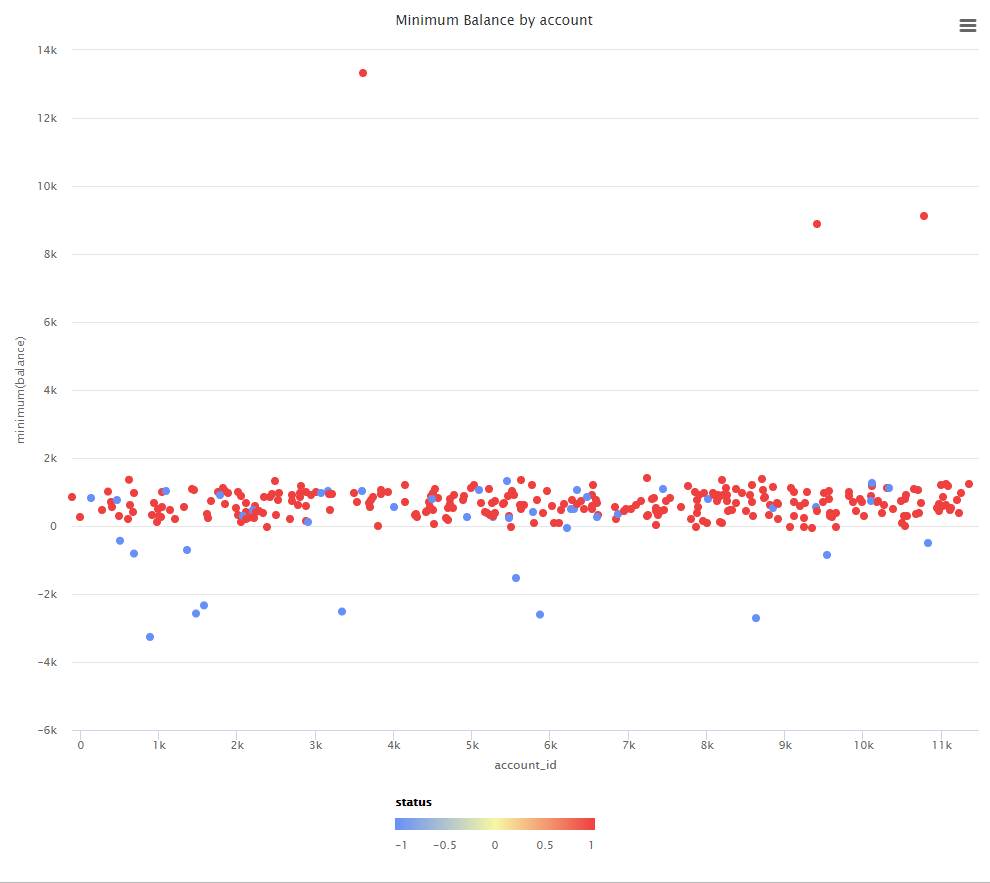 Minimum Balance by account
14k
12k
10k
8k
6k
4k
2k
0
−2k
−4k
−6k
minimum(balance)
0 1k 2k 3k 4k 5k 6k 7k 8k 9k 10k 11k
account_id
status
−1 −0.5 0 0.5 1